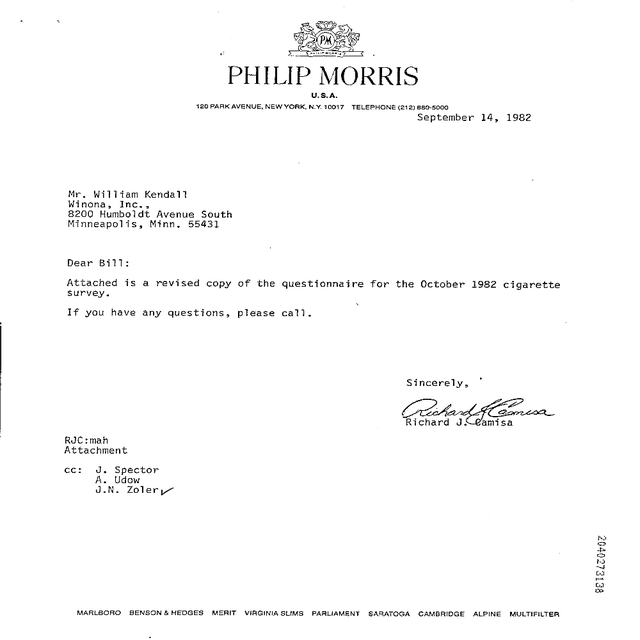 PM
PHILIP MORRIS
U.S.A.
120 PARK AVENUE, NEW YORK, N.Y. 10017 TELEPHONE (212) 880-5000
September 14, 1982
Mr. William Kendall
Winona, Inc.,
8200 Humboldt Avenue South
Minneapolis, Minn. 55431
Dear Bill:
Attached is a revised copy of the questionnaire for the October 1982 cigarette
survey.
If you have any questions, please call.
Sincerely,
Richard J Camisa
Richard J. Camisa
RJC:mah
Attachment
cc: J. Spector
A. Udow
J.N. Zoler
2040273138
MARLBORO BENSON & HEDGES MERIT VIRGINIA SLIMS PARLIAMENT SARATOGA CAMBRIDGE ALPINE MULTIFILTER